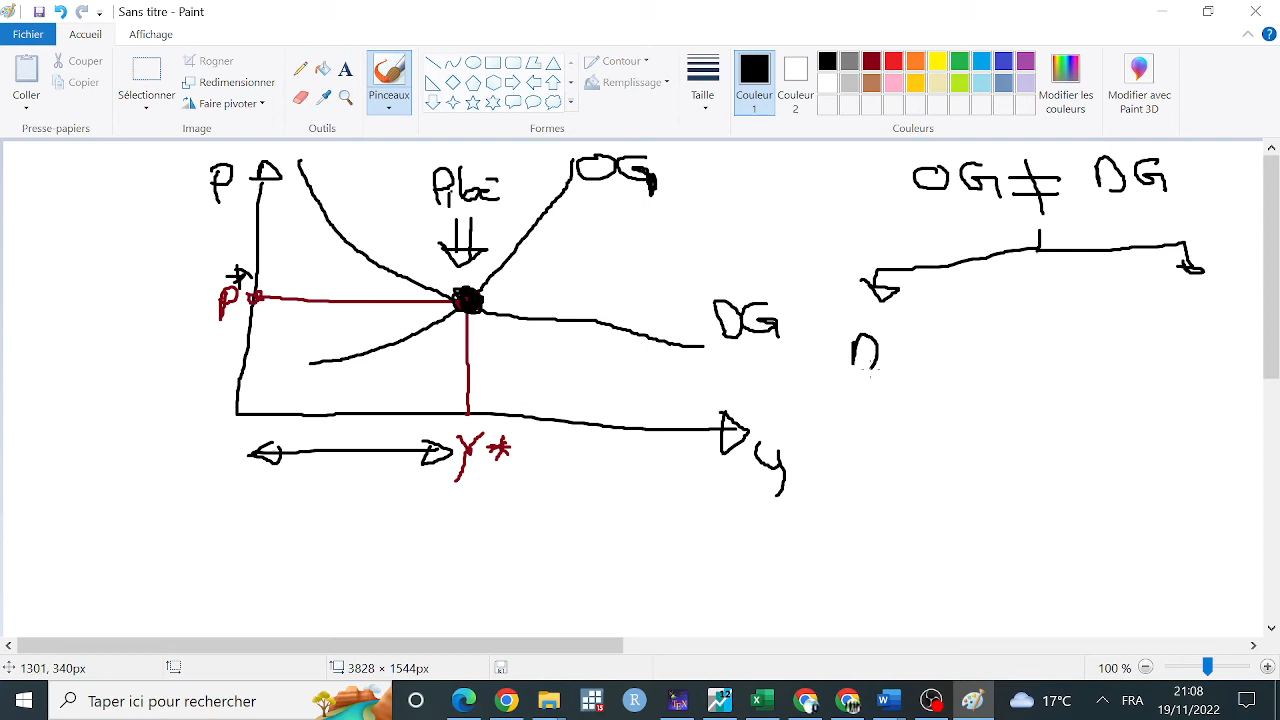 Sans titre - Paint
Fichier Accueil Affichage
Coller
Couper
Copier
Presse-papiers
Sélectionner
Rogner
Redimensionner
Faire pivoter
Image
Outils
Pinceaux
Contour
Remplissage
Formes
Taille
Couleur 1
Couleur 2
Couleurs
Modifier les couleurs
Modifier avec Paint 3D
P
OG
OG ≠ DG
P*
DG
D
Y*
y
1301, 340px
3828 × 1544px
100 %
Taper ici pour rechercher
17°C
FRA
21:08
19/11/2022